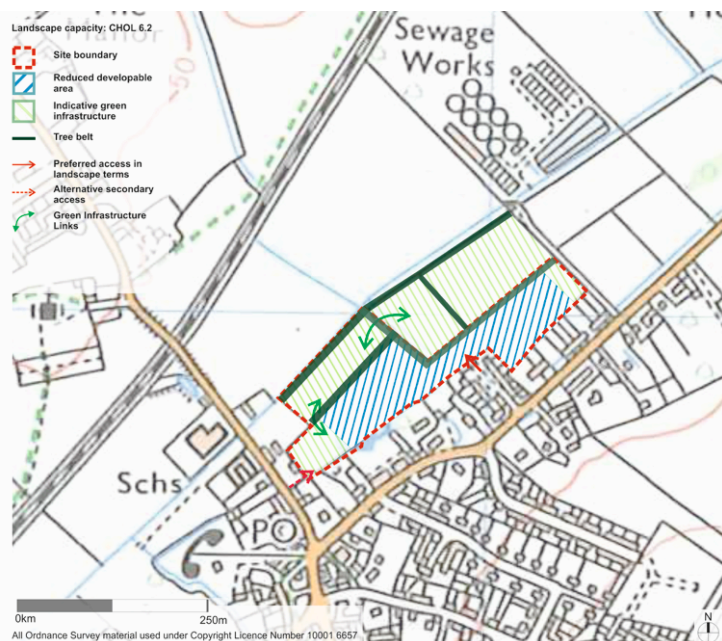 Landscape capacity: CHOL 6.2
Site boundary
Reduced developable
area
Indicative green
infrastructure
Tree belt
Preferred access in
landscape terms
Alternative secondary
access
Green Infrastructure
Links
Manor
50
Sewage
Works
Schs
PO
0km
250m
N
All Ordnance Survey material used under Copyright Licence Number 10001 6657